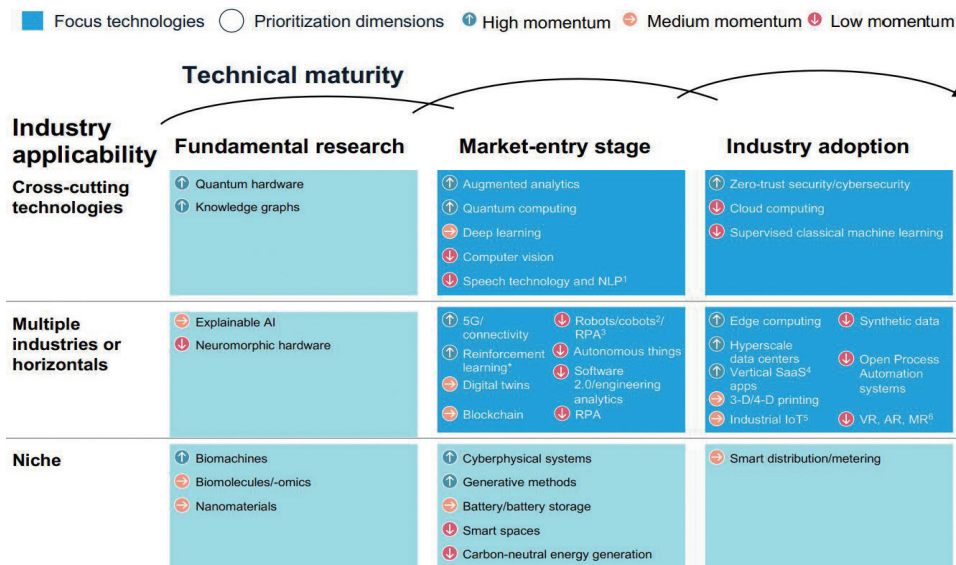 Focus technologies Prioritization dimensions High momentum Medium momentum Low momentum
Technical maturity
Industry
applicability
Fundamental research
Market-entry stage
Industry adoption
Cross-cutting
technologies
Quantum hardware
Knowledge graphs
Augmented analytics
Quantum computing
Deep learning
Computer vision
Speech technology and NLP¹
Zero-trust security/cybersecurity
Cloud computing
Supervised classical machine learning
Multiple
industries or
horizontals
Explainable AI
Neuromorphic hardware
5G/
connectivity
Reinforcement
learning*
Digital twins
Blockchain
Robots/cobots²/
RPA³
Autonomous things
Software
2.0/engineering
analytics
RPA
Edge computing
Hyperscale
data centers
Vertical SaaS⁴
apps
3-D/4-D printing
Industrial IoT⁵
Synthetic data
Open Process
Automation
systems
VR, AR, MR⁶
Niche
Biomachines
Biomolecules/-omics
Nanomaterials
Cyberphysical systems
Generative methods
Battery/battery storage
Smart spaces
Carbon-neutral energy generation
Smart distribution/metering